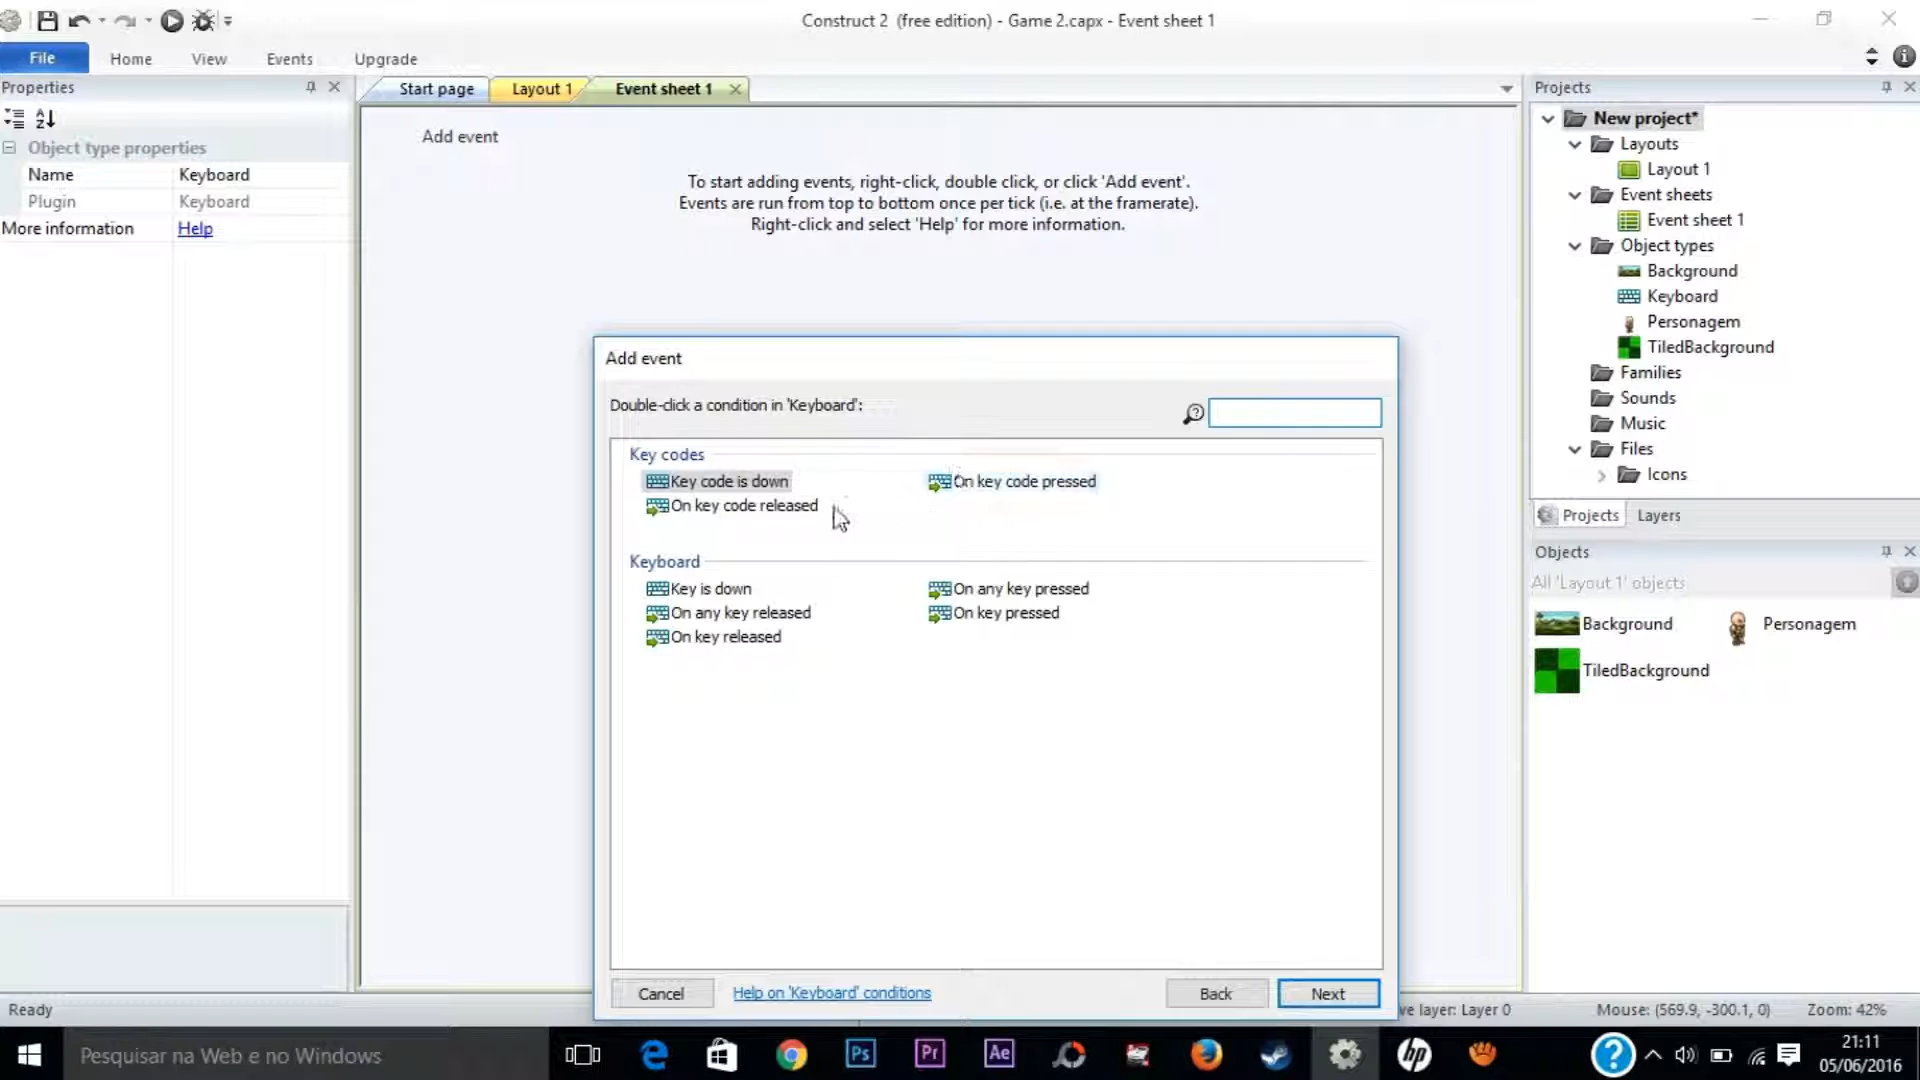 Construct 2 (free edition) - Game 2.capx - Event sheet 1
File Home View Events Upgrade
Properties
Start page Layout 1 Event sheet 1
Projects
Object type properties
Name Keyboard
Plugin Keyboard
More information Help
Add event
To start adding events, right-click, double click, or click 'Add event'.
Events are run from top to bottom once per tick (i.e. at the framerate).
Right-click and select 'Help' for more information.
New project*
Layouts
Layout 1
Event sheets
Event sheet 1
Object types
Background
Keyboard
Personagem
TiledBackground
Families
Sounds
Music
Files
Icons
Projects Layers
Objects
All 'Layout 1' objects
Background Personagem
TiledBackground
Add event
Double-click a condition in 'Keyboard':
Key codes
Key code is down On key code pressed
On key code released
Keyboard
Key is down On any key pressed
On any key released On key pressed
On key released
Cancel Help on 'Keyboard' conditions Back Next
Ready ve layer: Layer 0 Mouse: (569.9, -300.1, 0) Zoom: 42%
Pesquisar na Web e no Windows
Ps Pr Ae hp
21:11
05/06/2016